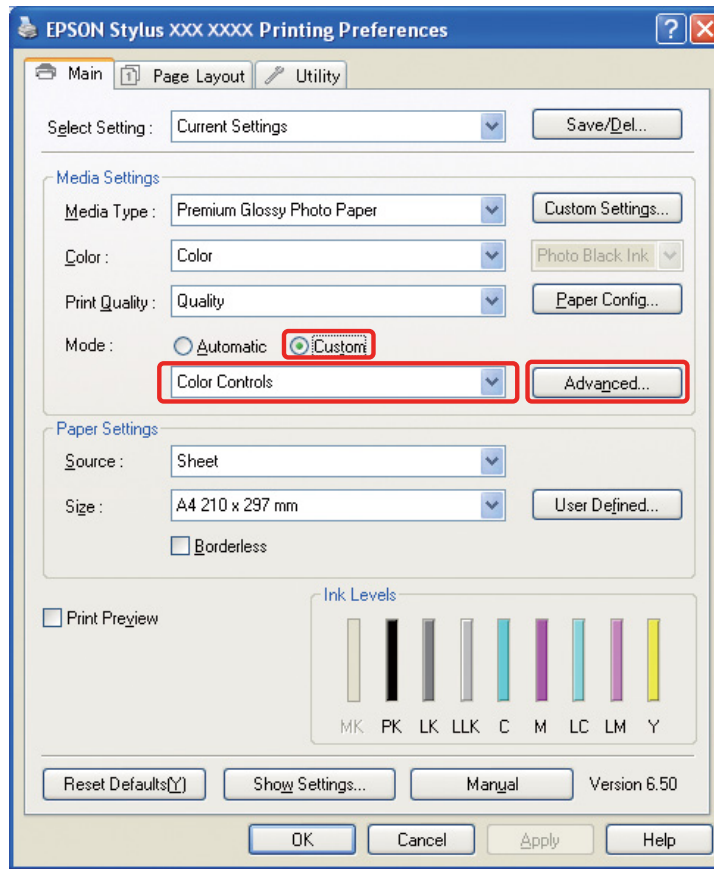 EPSON Stylus XXX XXXX Printing Preferences ?
Main 1 Page Layout Utility
Select Setting : Current Settings Save/Del...
Media Settings
Media Type : Premium Glossy Photo Paper Custom Settings...
Color : Color Photo Black Ink
Print Quality : Quality Paper Config...
Mode : Automatic Custom
Color Controls Advanced...
Paper Settings
Source : Sheet
Size : A4 210 x 297 mm User Defined...
Borderless
Ink Levels
Print Preview
MK PK LK LLK C M LC LM Y
Reset Defaults(Y) Show Settings... Manual Version 6.50
OK Cancel Apply Help